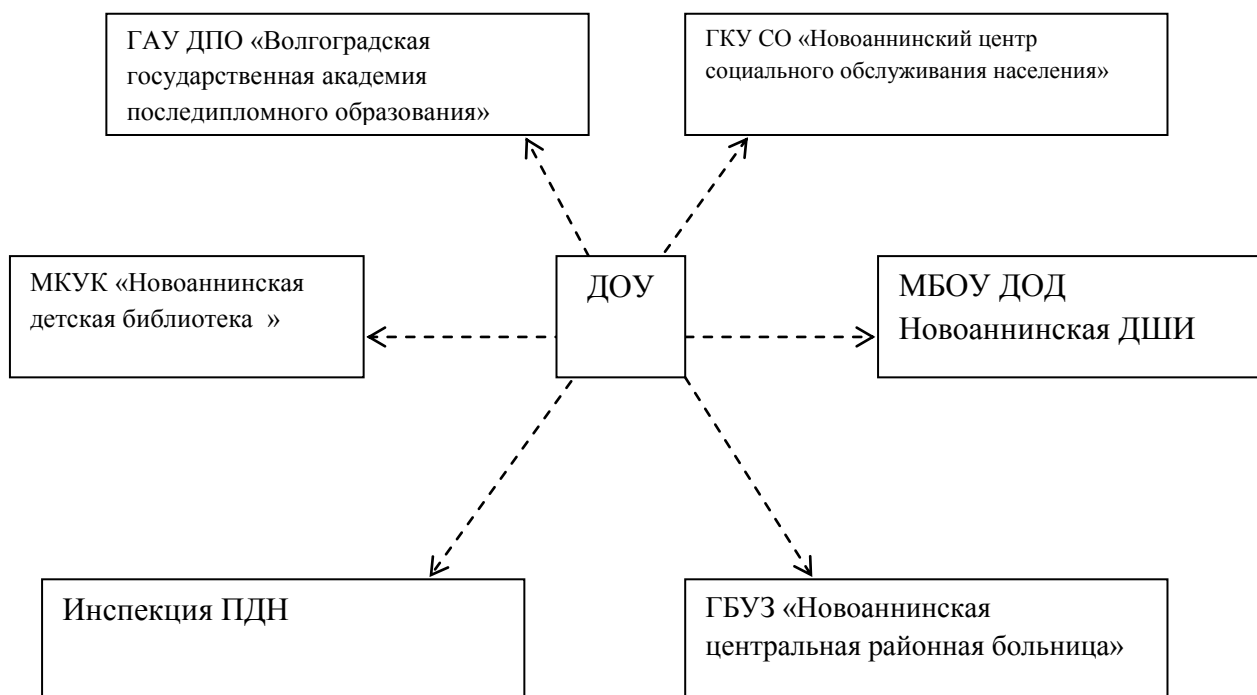 ГАУ ДПО «Волгоградская
государственная академия
последипломного образования»
ГКУ СО «Новоаннинский центр
социального обслуживания населения»
МКУК «Новоаннинская
детская библиотека »
ДОУ
МБОУ ДОД
Новоаннинская ДШИ
Инспекция ПДН
ГБУЗ «Новоаннинская
центральная районная больница»